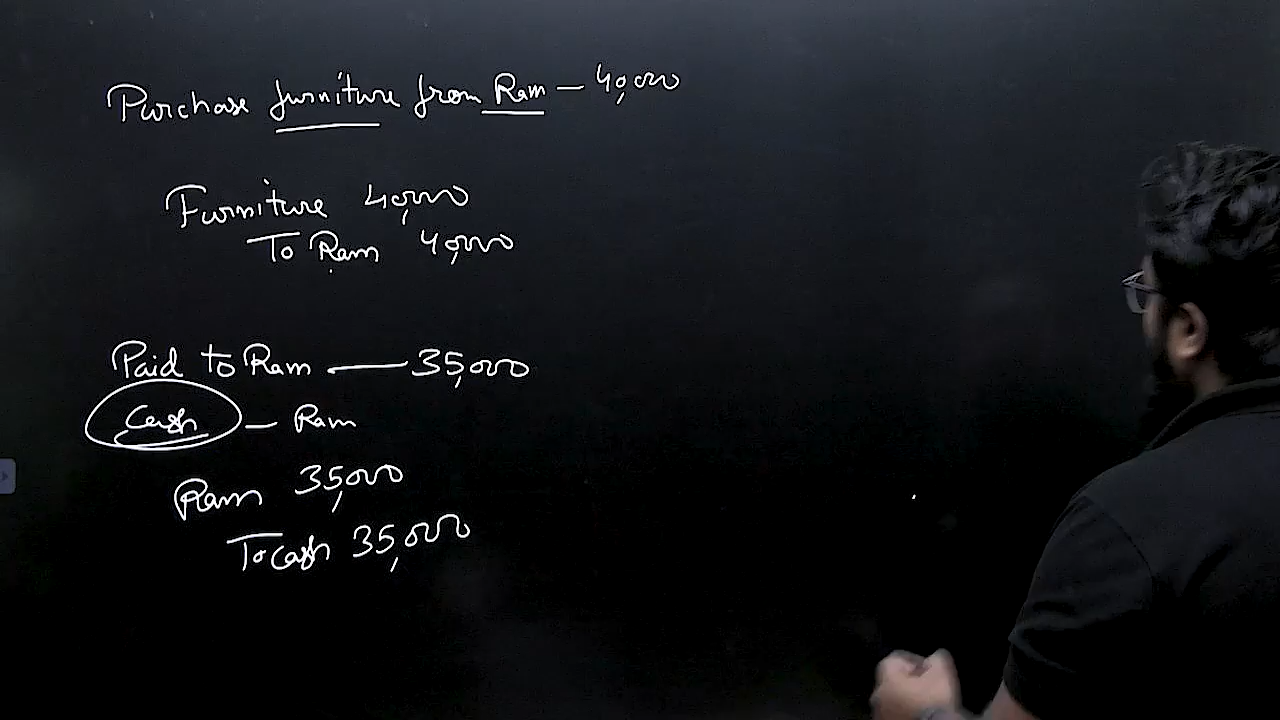 Purchase furniture from Ram — 40,000
Furniture 40,000
To Ram 40,000
Paid to Ram — 35,000
Cash — Ram
Ram 35,000
To Cash 35,000